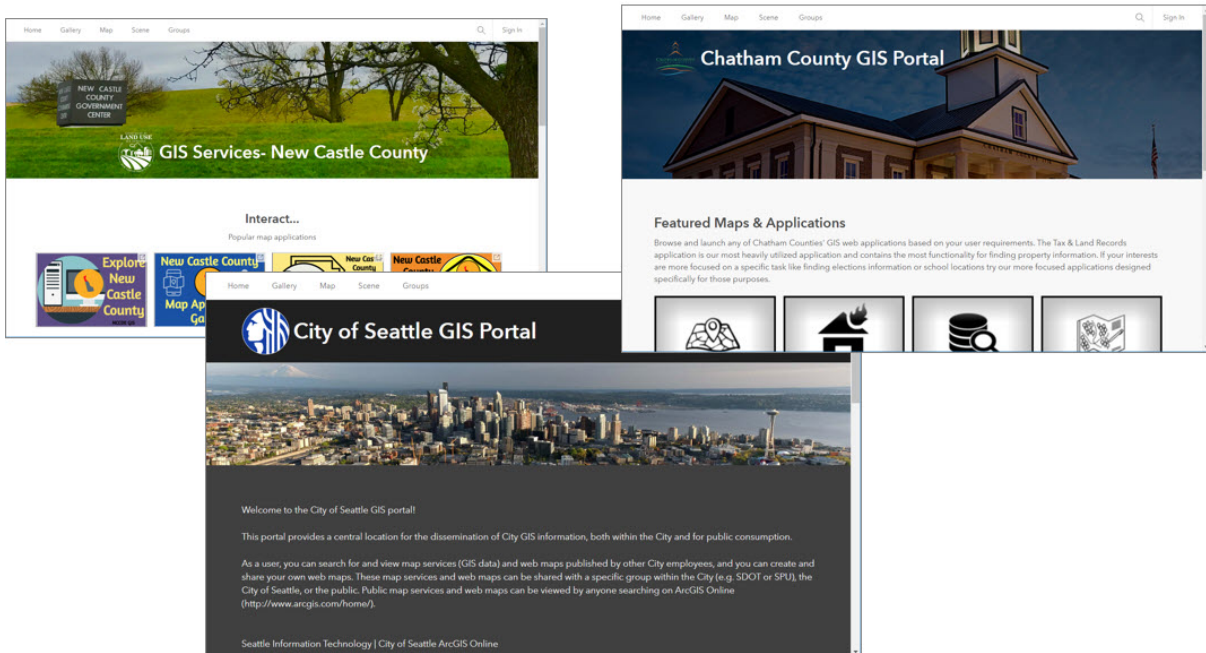 Home Gallery Map Scene Groups Sign In
NEW CASTLE
COUNTY
GOVERNMENT
CENTER
LAND USE
GIS Services- New Castle County
Interact...
Popular map applications
Explore
New
Castle
County
New Castle County
Map Ap
Ga
New Cas
County
New Castle
County
Home Gallery Map Scene Groups Sign In
Chatham County GIS Portal
Featured Maps & Applications
Browse and launch any of Chatham Counties' GIS web applications based on your user requirements. The Tax & Land Records
application is our most heavily utilized application and contains the most functionality for finding property information. If your interests
are more focused on a specific task like finding elections information or school locations try our more focused applications designed
specifically for those purposes.
Home Gallery Map Scene Groups
City of Seattle GIS Portal
Welcome to the City of Seattle GIS portal!
This portal provides a central location for the dissemination of City GIS information, both within the City and for public consumption.
As a user, you can search for and view map services (GIS data) and web maps published by other City employees, and you can create and
share your own web maps. These map services and web maps can be shared with a specific group within the City (e.g. SDOT or SPU), the
City of Seattle, or the public. Public map services and web maps can be viewed by anyone searching on ArcGIS Online
(http://www.arcgis.com/home/).
Seattle Information Technology | City of Seattle ArcGIS Online